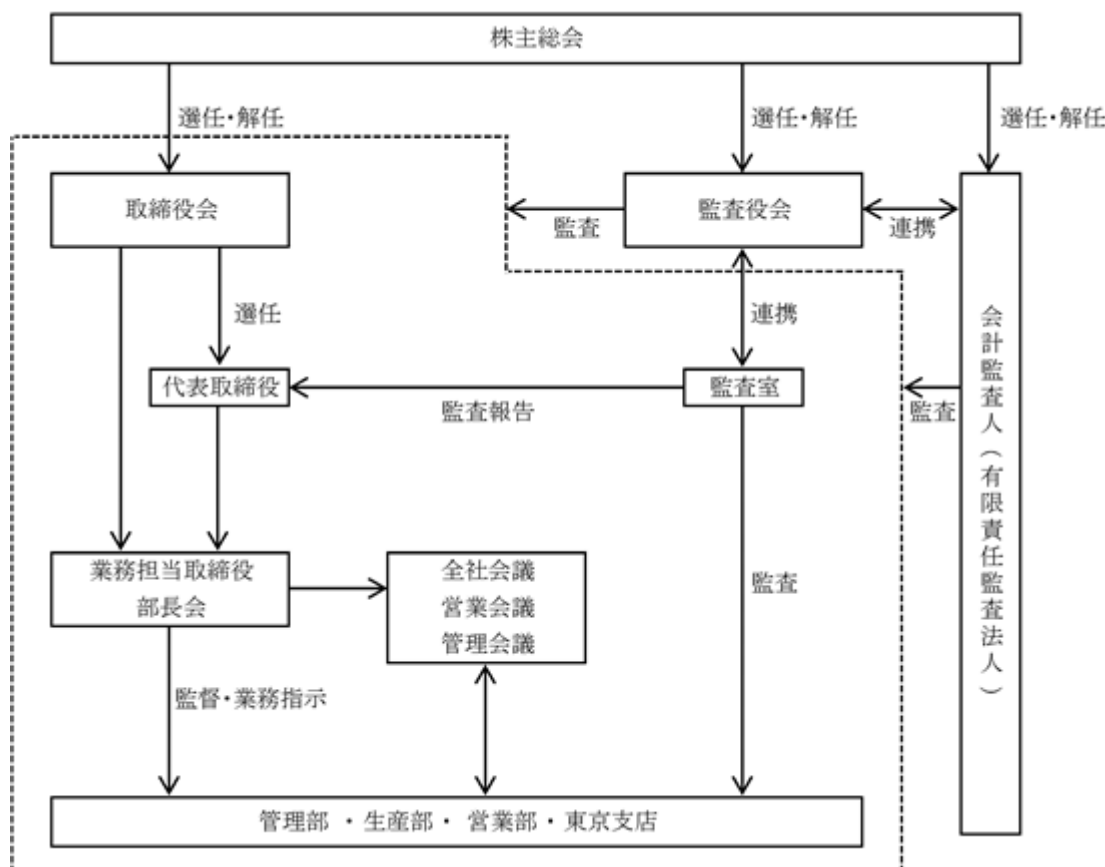 株主総会
選任・解任
選任・解任
選任・解任
取締役会
監査役会
監査
連携
選任
連携
代表取締役
監査室
監査報告
監査
会計監査人（有限責任監査法人）
業務担当取締役
部長会
全社会議
営業会議
管理会議
監査
監督・業務指示
管理部 ・生産部・ 営業部・東京支店